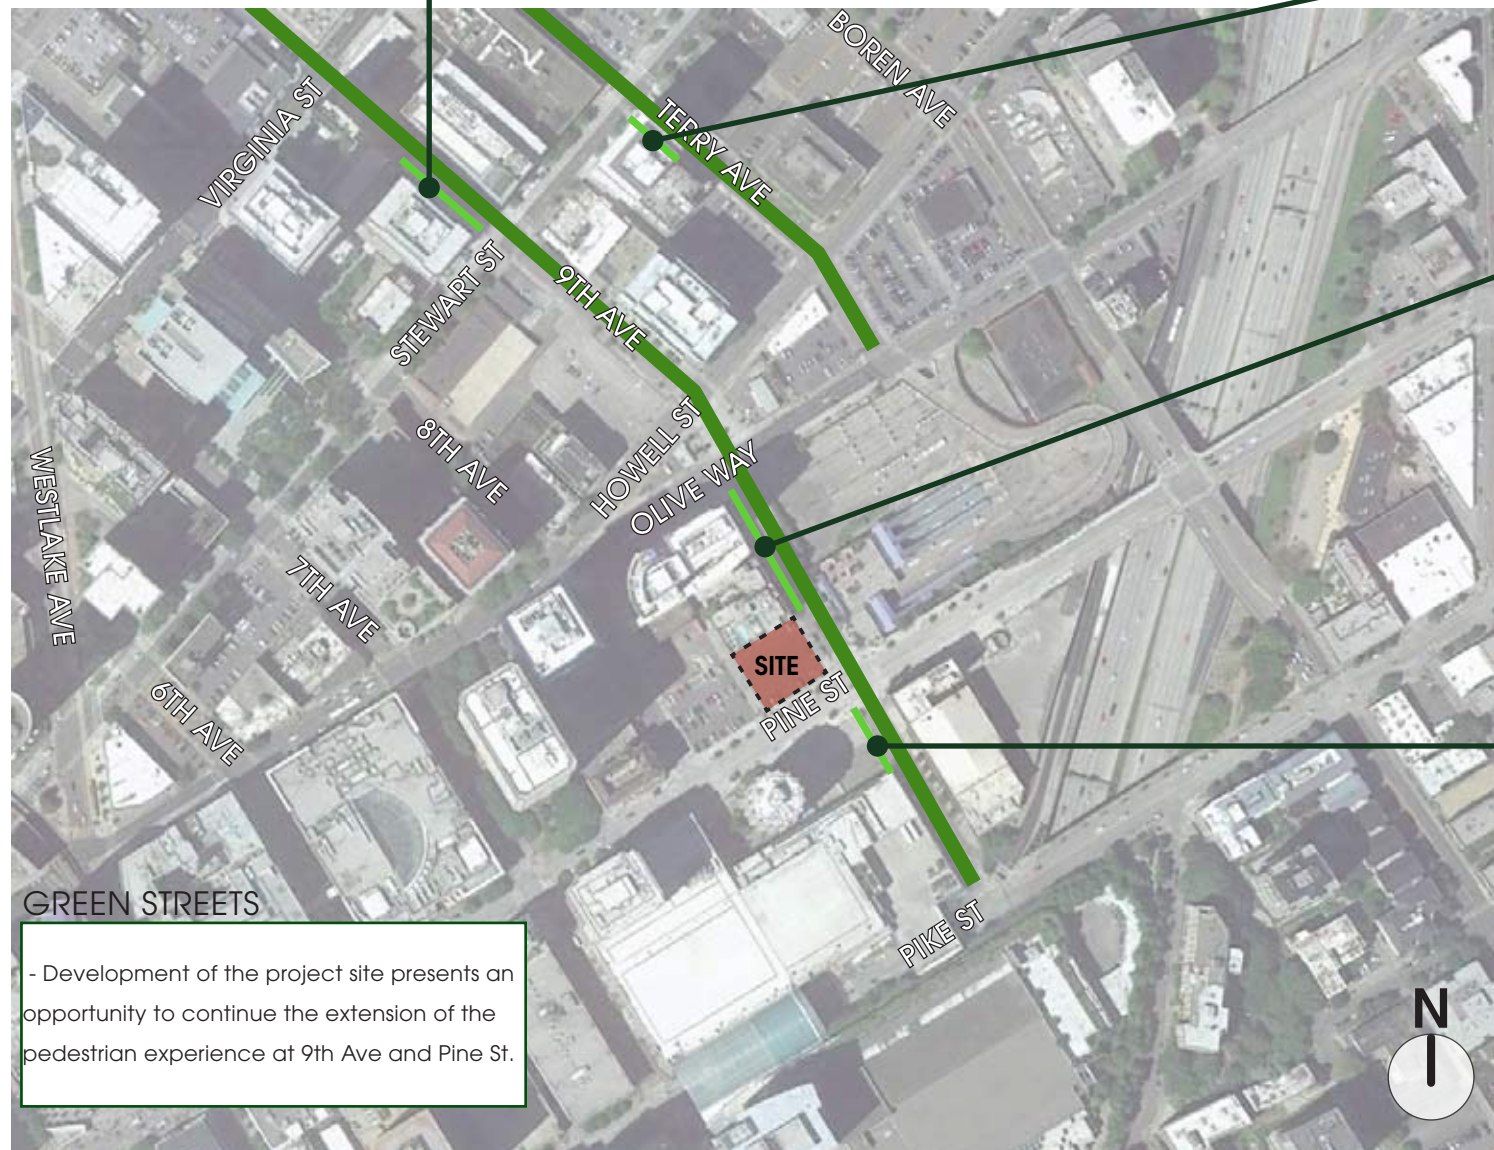 BOREN AVE
VIRGINIA ST
TERRY AVE
STEWART ST
9TH AVE
HOWELL ST
8TH AVE
OLIVE WAY
WESTLAKE AVE
7TH AVE
SITE
6TH AVE
PINE ST
GREEN STREETS
PIKE ST
- Development of the project site presents an
opportunity to continue the extension of the
pedestrian experience at 9th Ave and Pine St.
N